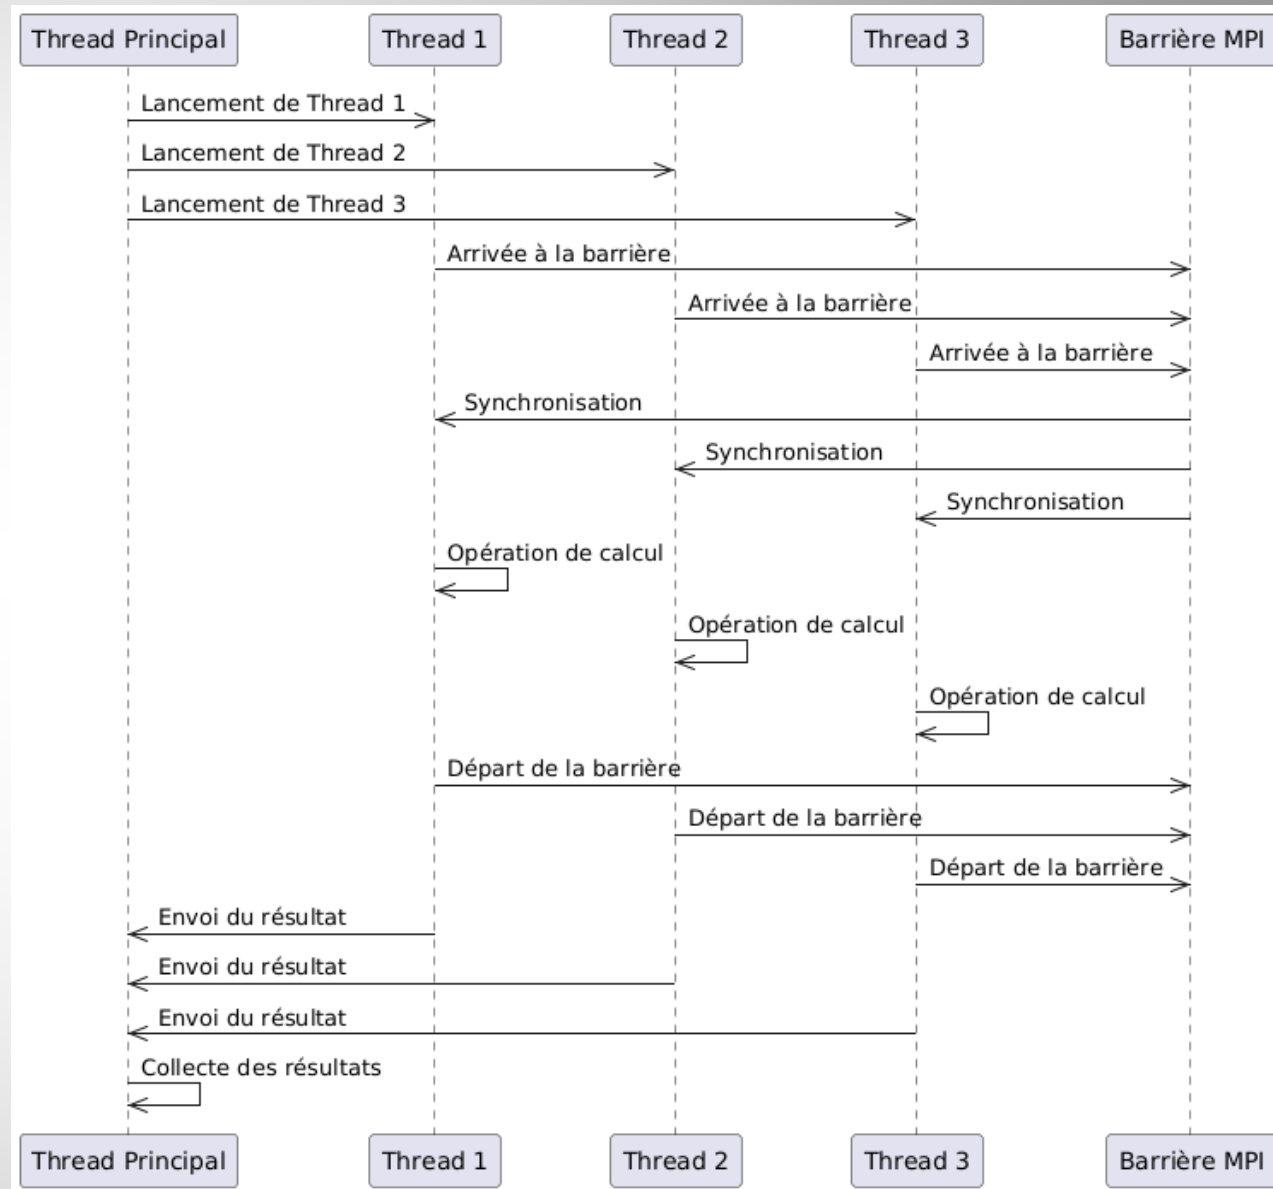 Thread Principal
Thread 1
Thread 2
Thread 3
Barrière MPI
Lancement de Thread 1
Lancement de Thread 2
Lancement de Thread 3
Arrivée à la barrière
Arrivée à la barrière
Arrivée à la barrière
Synchronisation
Synchronisation
Synchronisation
Opération de calcul
Opération de calcul
Opération de calcul
Départ de la barrière
Départ de la barrière
Départ de la barrière
Envoi du résultat
Envoi du résultat
Envoi du résultat
Collecte des résultats
Thread Principal
Thread 1
Thread 2
Thread 3
Barrière MPI